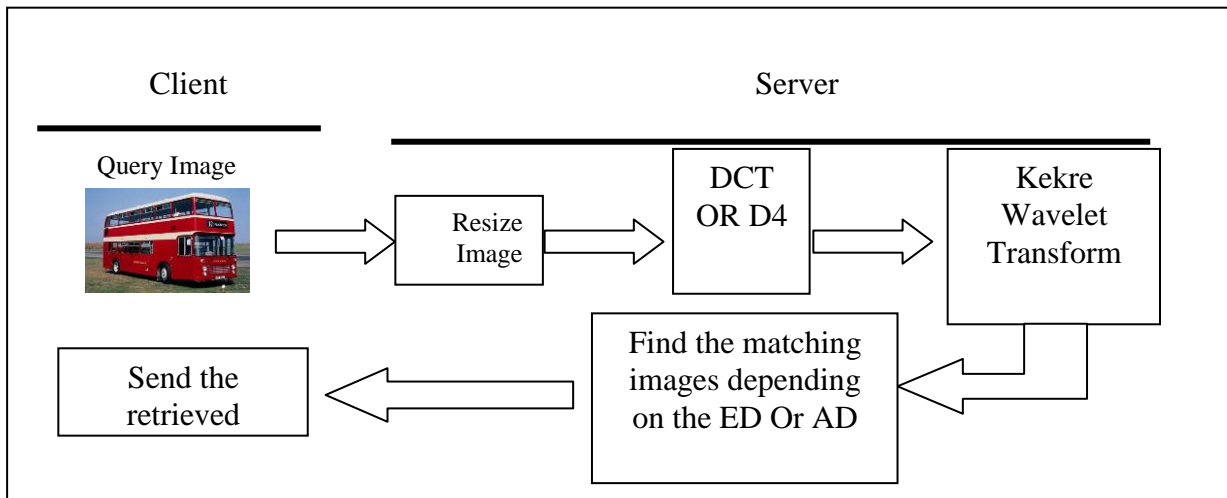 Client
Server
Query Image
Resize
Image
DCT
OR D4
Kekre
Wavelet
Transform
Find the matching
images depending
on the ED Or AD
Send the
retrieved